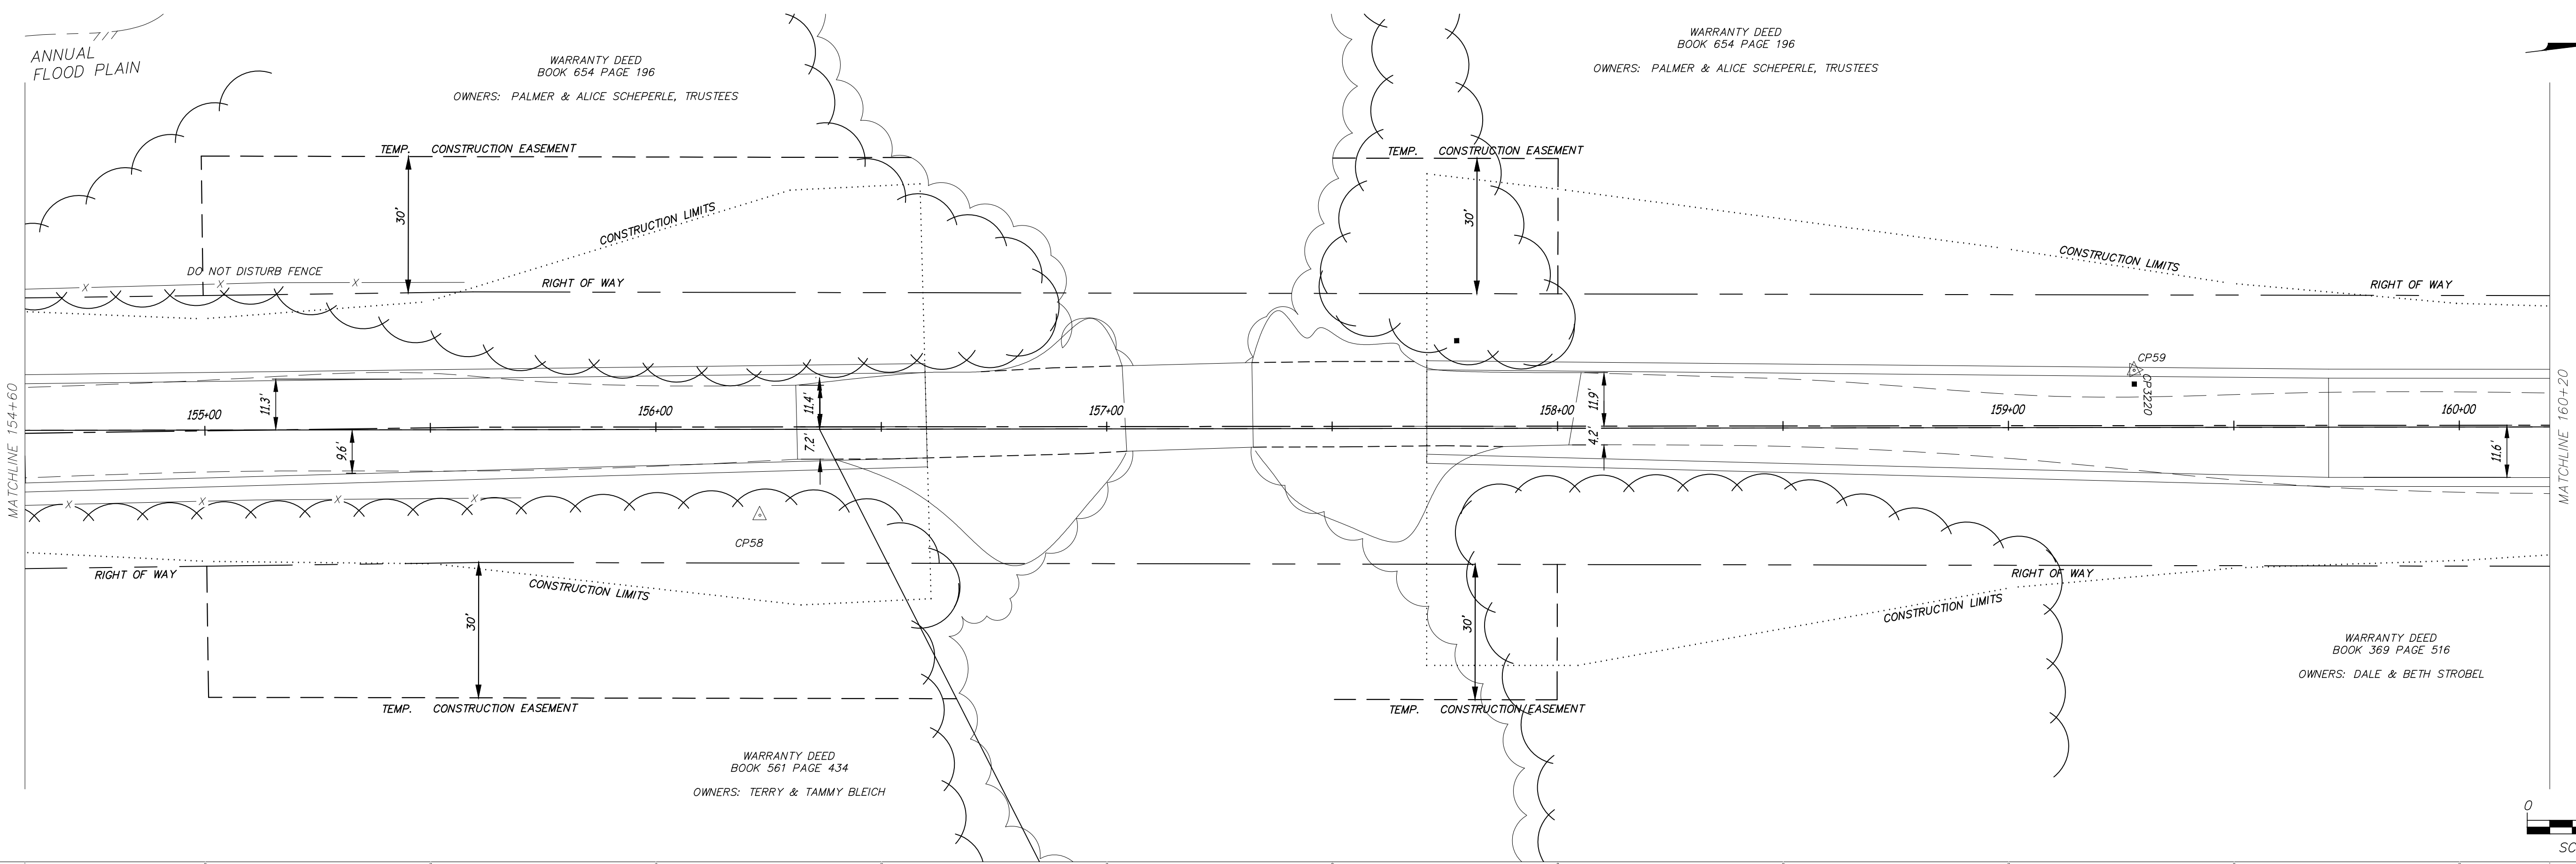 ANNUAL
FLOOD PLAIN
WARRANTY DEED
BOOK 654 PAGE 196
OWNERS: PALMER & ALICE SCHEPERLE, TRUSTEES
WARRANTY DEED
BOOK 654 PAGE 196
OWNERS: PALMER & ALICE SCHEPERLE, TRUSTEES
TEMP. CONSTRUCTION EASEMENT
TEMP. CONSTRUCTION EASEMENT
30'
CONSTRUCTION LIMITS
30'
CONSTRUCTION LIMITS
DO NOT DISTURB FENCE
X
X
X
RIGHT OF WAY
RIGHT OF WAY
CP59
CP3220
MATCHLINE 154+60
MATCHLINE 160+20
155+00
11.3'
156+00
11.4'
157+00
158+00
11.9'
159+00
160+00
9.6'
7.2'
4.2'
11.6'
X
X
X
X
CP58
RIGHT OF WAY
CONSTRUCTION LIMITS
RIGHT OF WAY
CONSTRUCTION LIMITS
30'
30'
TEMP. CONSTRUCTION EASEMENT
TEMP. CONSTRUCTION EASEMENT
WARRANTY DEED
BOOK 369 PAGE 516
OWNERS: DALE & BETH STROBEL
WARRANTY DEED
BOOK 561 PAGE 434
OWNERS: TERRY & TAMMY BLEICH
0